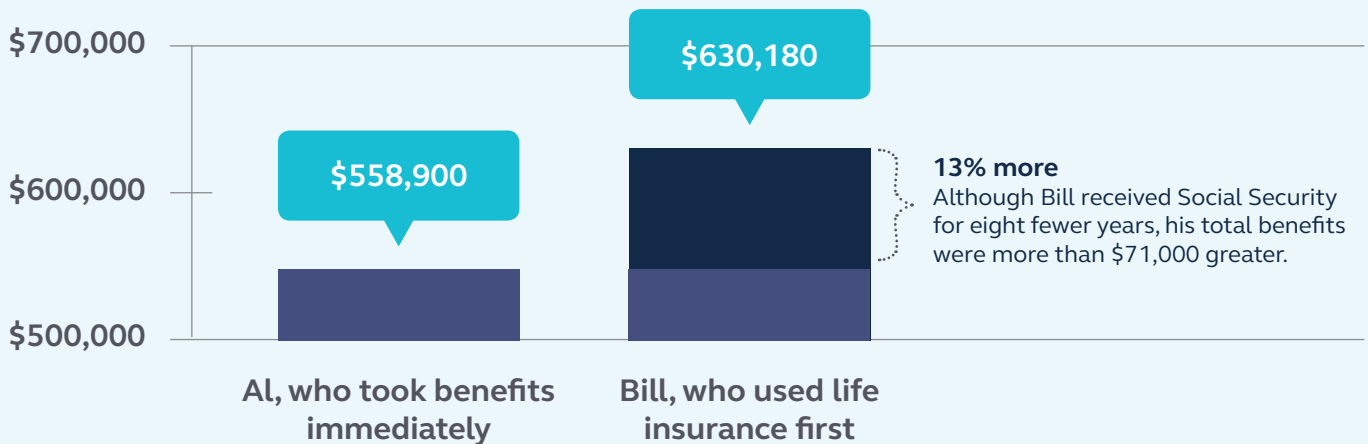 $700,000
$630,180
$558,900
$600,000
13% more
Although Bill received Social Security
for eight fewer years, his total benefits
were more than $71,000 greater.
$500,000
Al, who took benefits
immediately
Bill, who used life
insurance first